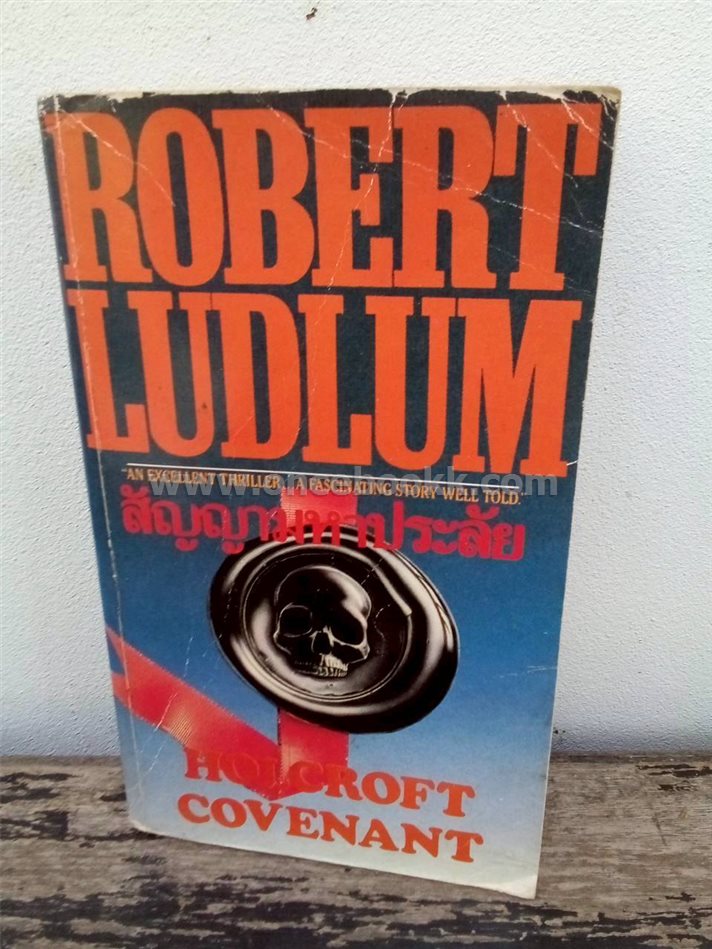 ROBERT
LUDLUM
"AN EXCELLENT THRILLER... A FASCINATING STORY WELL TOLD."
สัญญามหาประลัย
HOLCROFT
COVENANT